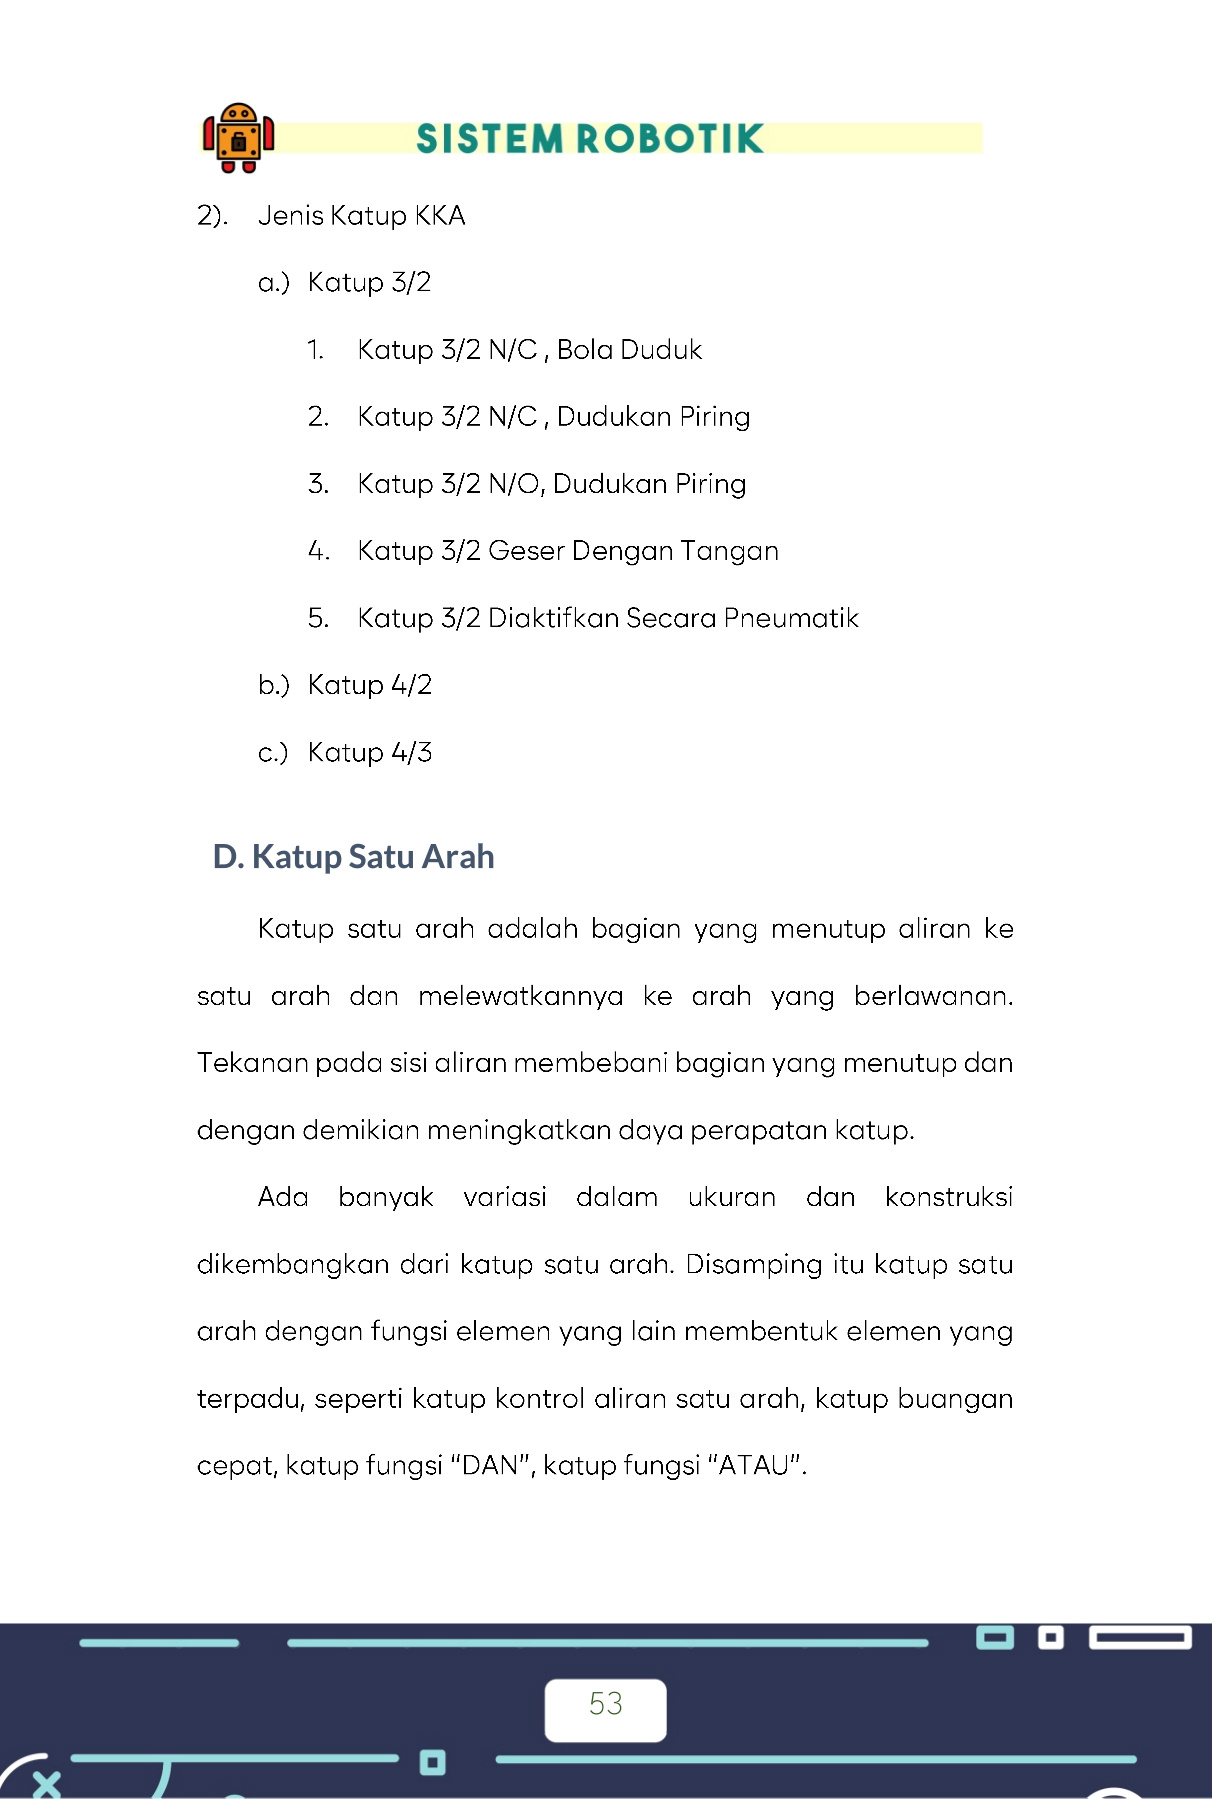 SISTEM ROBOTIK
2). Jenis Katup KKA
a.) Katup 3/2
1. Katup 3/2 N/C , Bola Duduk
2. Katup 3/2 N/C , Dudukan Piring
3. Katup 3/2 N/O, Dudukan Piring
4. Katup 3/2 Geser Dengan Tangan
5. Katup 3/2 Diaktifkan Secara Pneumatik
b.) Katup 4/2
c.) Katup 4/3
D. Katup Satu Arah
Katup satu arah adalah bagian yang menutup aliran ke
satu arah dan melewatkannya ke arah yang berlawanan.
Tekanan pada sisi aliran membebani bagian yang menutup dan
dengan demikian meningkatkan daya perapatan katup.
Ada banyak variasi dalam ukuran dan konstruksi
dikembangkan dari katup satu arah. Disamping itu katup satu
arah dengan fungsi elemen yang lain membentuk elemen yang
terpadu, seperti katup kontrol aliran satu arah, katup buangan
cepat, katup fungsi “DAN”, katup fungsi “ATAU”.
53